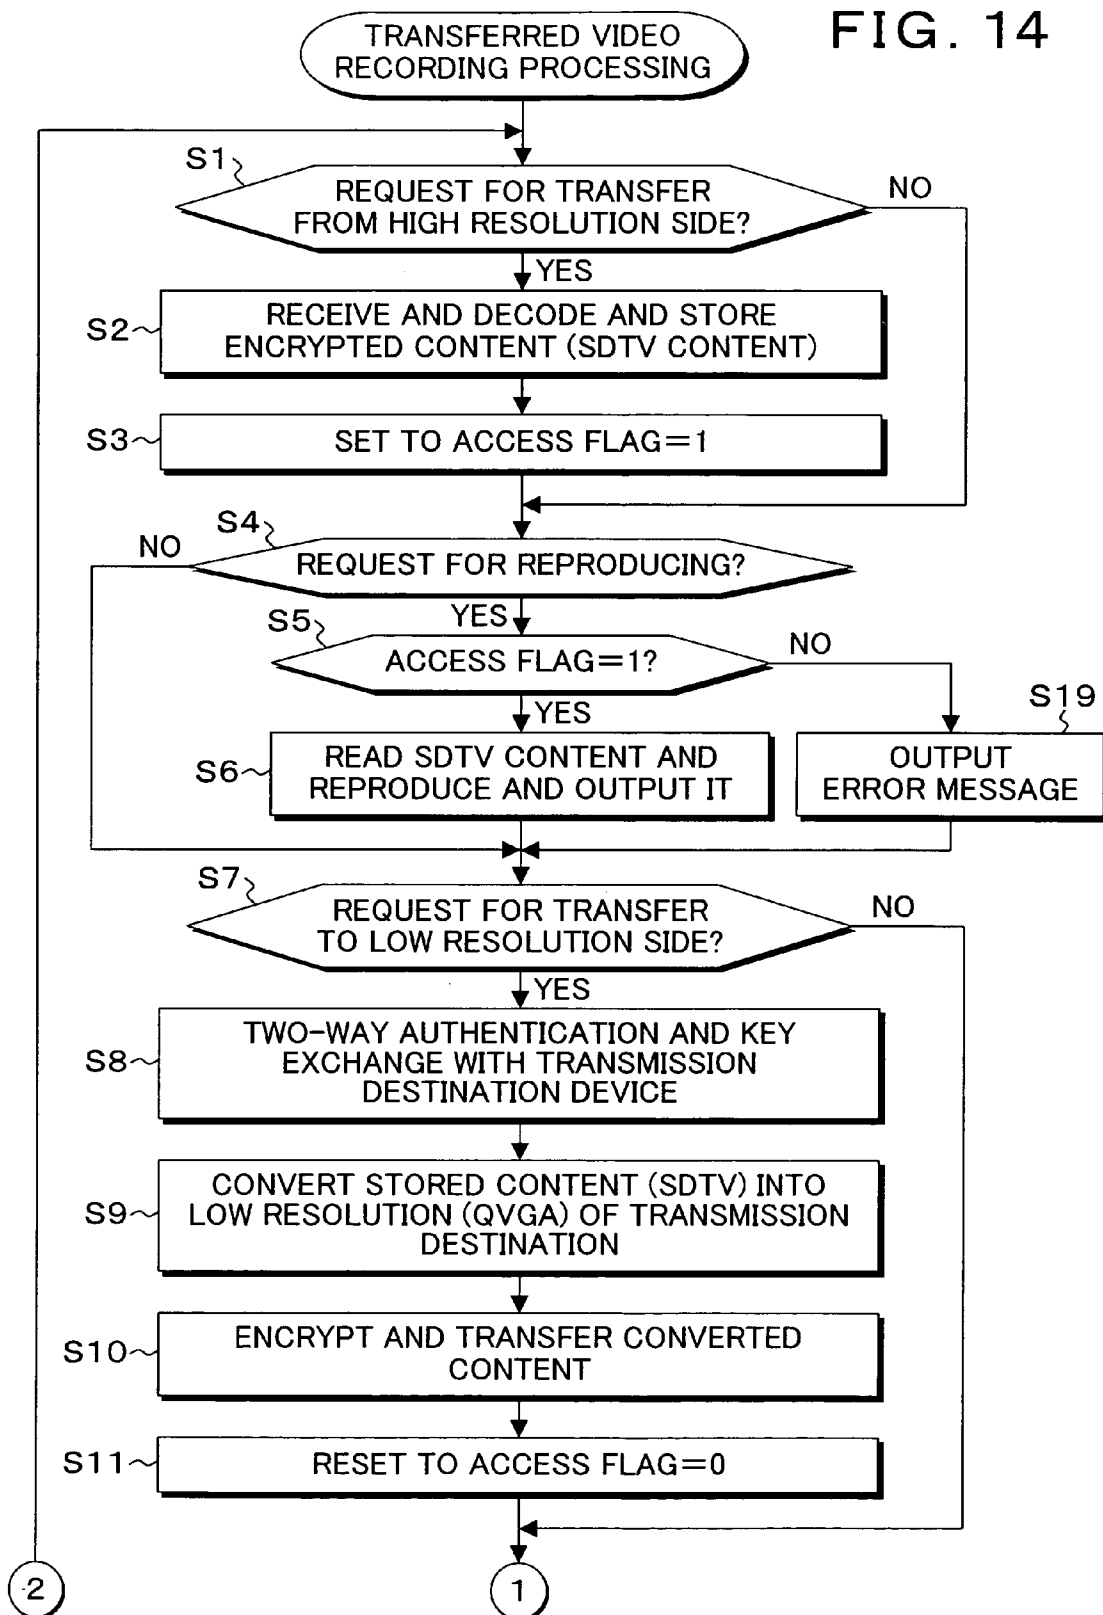 FIG. 14
TRANSFERRED VIDEO
RECORDING PROCESSING
S1
REQUEST FOR TRANSFER
FROM HIGH RESOLUTION SIDE?
NO
YES
S2
RECEIVE AND DECODE AND STORE
ENCRYPTED CONTENT (SDTV CONTENT)
S3
SET TO ACCESS FLAG=1
S4
NO
REQUEST FOR REPRODUCING?
YES
S5
ACCESS FLAG=1?
NO
YES
S19
S6
READ SDTV CONTENT AND
REPRODUCE AND OUTPUT IT
OUTPUT
ERROR MESSAGE
S7
REQUEST FOR TRANSFER
TO LOW RESOLUTION SIDE?
NO
YES
S8
TWO-WAY AUTHENTICATION AND KEY
EXCHANGE WITH TRANSMISSION
DESTINATION DEVICE
S9
CONVERT STORED CONTENT (SDTV) INTO
LOW RESOLUTION (QVGA) OF TRANSMISSION
DESTINATION
S10
ENCRYPT AND TRANSFER CONVERTED
CONTENT
S11
RESET TO ACCESS FLAG=0
2
1